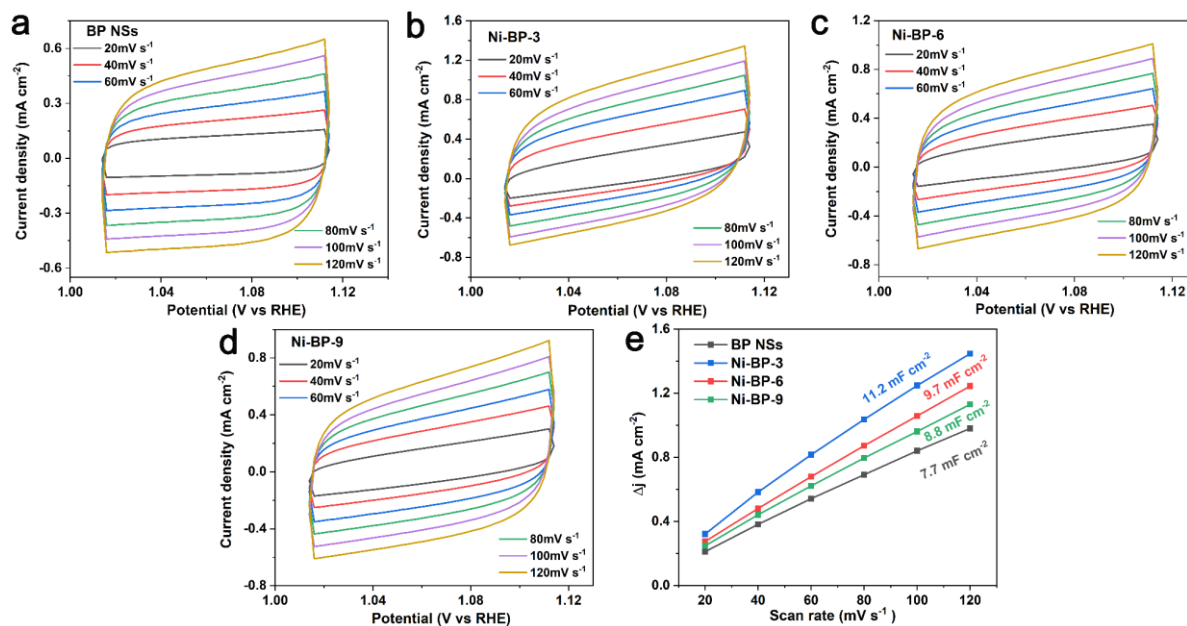 a
BP NSs
20mV s⁻¹
40mV s⁻¹
60mV s⁻¹
80mV s⁻¹
100mV s⁻¹
120mV s⁻¹
0.6
0.3
0.0
-0.3
-0.6
Current density (mA cm⁻²)
1.00
1.04
1.08
1.12
Potential (V vs RHE)
b
Ni-BP-3
20mV s⁻¹
40mV s⁻¹
60mV s⁻¹
80mV s⁻¹
100mV s⁻¹
120mV s⁻¹
1.6
1.2
0.8
0.4
0.0
-0.4
-0.8
-1.2
Current density (mA cm⁻²)
1.00
1.04
1.08
1.12
Potential (V vs RHE)
c
Ni-BP-6
20mV s⁻¹
40mV s⁻¹
60mV s⁻¹
80mV s⁻¹
100mV s⁻¹
120mV s⁻¹
1.2
0.8
0.4
0.0
-0.4
-0.8
Current density (mA cm⁻²)
1.00
1.04
1.08
1.12
Potential (V vs RHE)
d
Ni-BP-9
20mV s⁻¹
40mV s⁻¹
60mV s⁻¹
80mV s⁻¹
100mV s⁻¹
120mV s⁻¹
0.8
0.4
0.0
-0.4
-0.8
Current density (mA cm⁻²)
1.00
1.04
1.08
1.12
Potential (V vs RHE)
e
BP NSs
Ni-BP-3
Ni-BP-6
Ni-BP-9
11.2 mF cm⁻²
9.7 mF cm⁻²
8.8 mF cm⁻²
7.7 mF cm⁻²
1.6
1.2
0.8
0.4
0.0
Δj (mA cm⁻²)
20
40
60
80
100
120
Scan rate (mV s⁻¹)